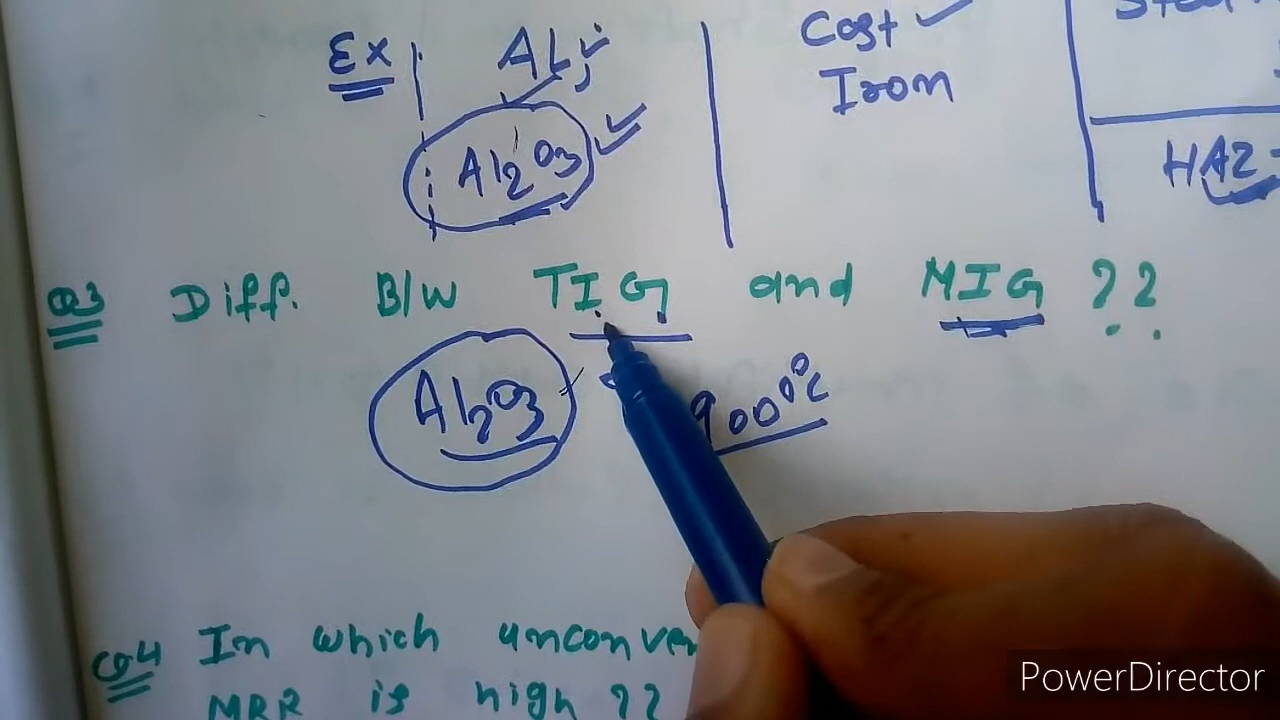 Ex Al, Cost
Iron
Al2O3 HAZ
Q3 Diff. B/w TIG and MIG ??
Al2O3 900°C
Q4 In which unconven
MRR is high ??
PowerDirector